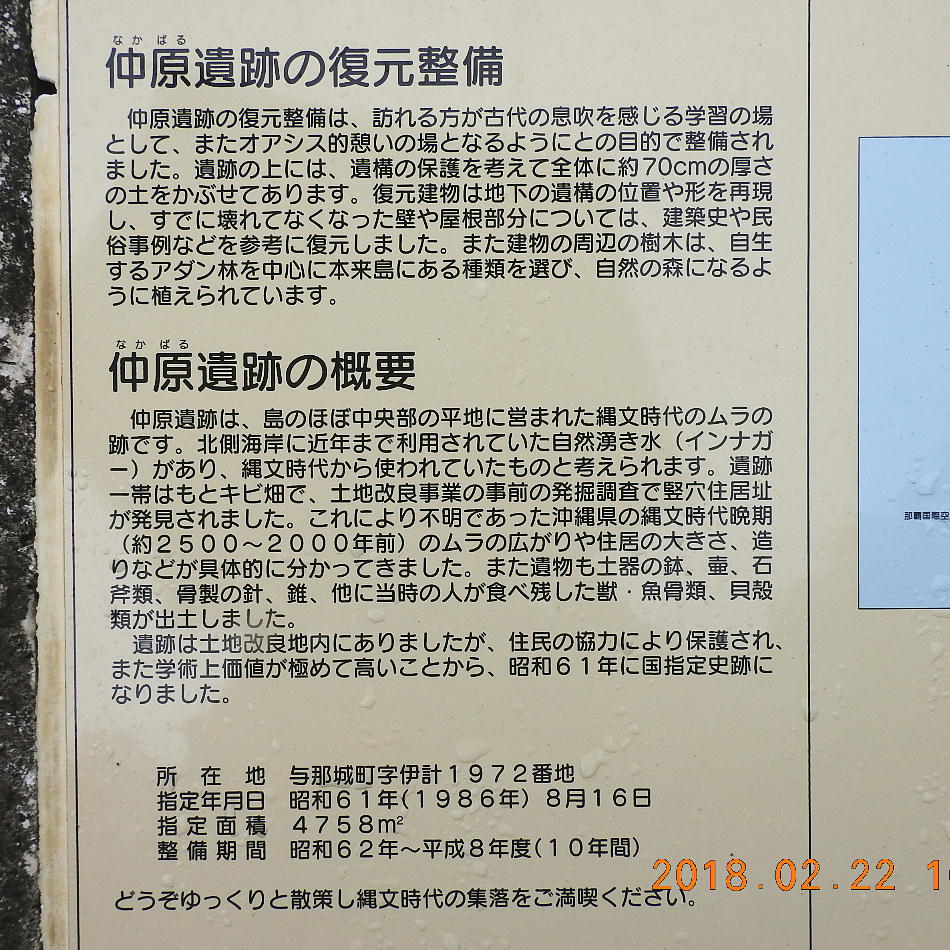 なかばる
仲原遺跡の復元整備
仲原遺跡の復元整備は、訪れる方が古代の息吹を感じる学習の場
として、またオアシス的憩いの場となるようにとの目的で整備され
ました。遺跡の上には、遺構の保護を考えて全体に約70cmの厚さ
の土をかぶせてあります。復元建物は地下の遺構の位置や形を再現
し、すでに壊れてなくなった壁や屋根部分については、建築史や民
俗事例などを参考に復元しました。また建物の周辺の樹木は、自生
するアダン林を中心に本来島にある種類を選び、自然の森になるよ
うに植えられています。
なかばる
仲原遺跡の概要
仲原遺跡は、島のほぼ中央部の平地に営まれた縄文時代のムラの
跡です。北側海岸に近年まで利用されていた自然湧き水（インナガ
ー）があり、縄文時代から使われていたものと考えられます。遺跡
一帯はもとキビ畑で、土地改良事業の事前の発掘調査で竪穴住居址
が発見されました。これにより不明であった沖縄県の縄文時代晩期
（約２５００～２０００年前）のムラの広がりや住居の大きさ、造
りなどが具体的に分かってきました。また遺物も土器の鉢、壷、石
斧類、骨製の針、錐、他に当時の人が食べ残した獣・魚骨類、貝殻
類が出土しました。
遺跡は土地改良地内にありましたが、住民の協力により保護され、
また学術上価値が極めて高いことから、昭和６１年に国指定史跡に
なりました。
所在地 与那城町字伊計１９７２番地
指定年月日 昭和６１年(１９８６年) ８月１６日
指定面積 ４７５８㎡
整備期間 昭和６２年～平成８年度(１０年間)
どうぞゆっくりと散策し縄文時代の集落をご満喫ください。
那覇国際空
2018.02.22 1